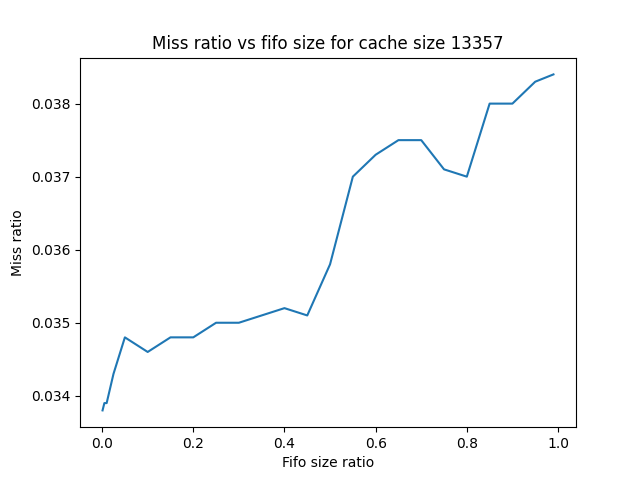 Miss ratio vs fifo size for cache size 13357
Miss ratio
0.038
0.037
0.036
0.035
0.034
0.0 0.2 0.4 0.6 0.8 1.0
Fifo size ratio